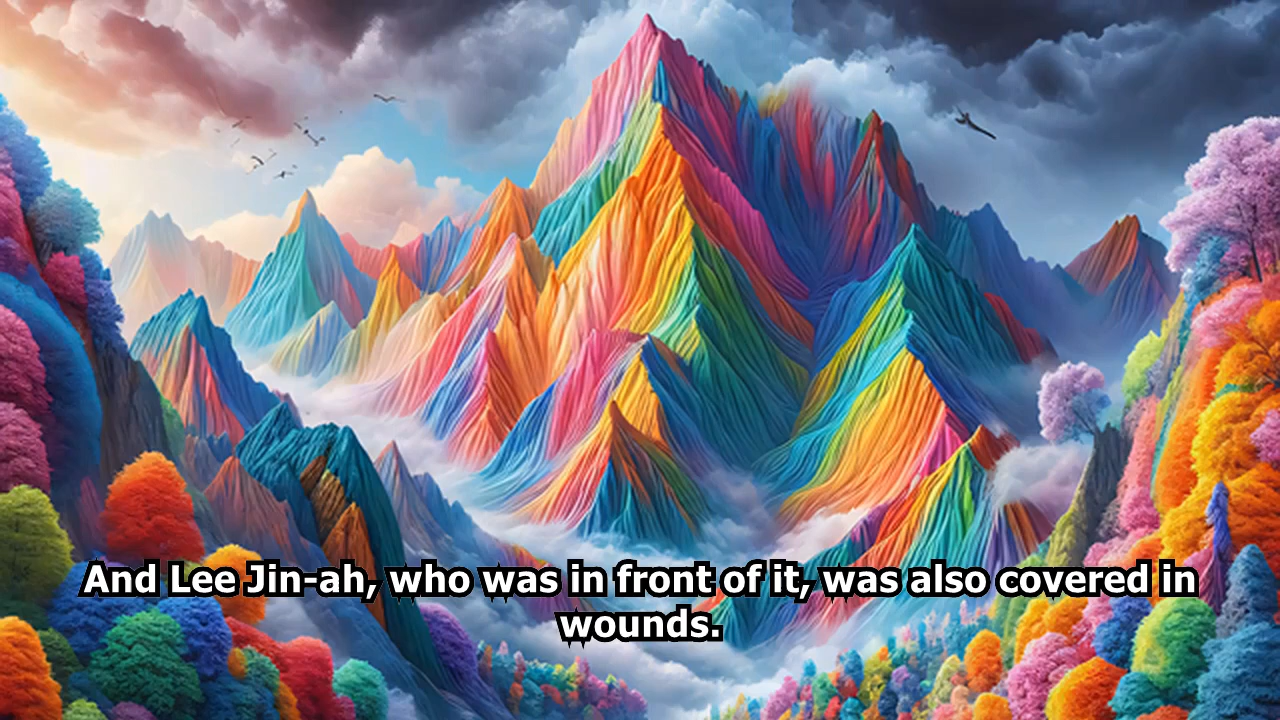 And Lee Jin-ah, who was in front of it, was also covered in
wounds.